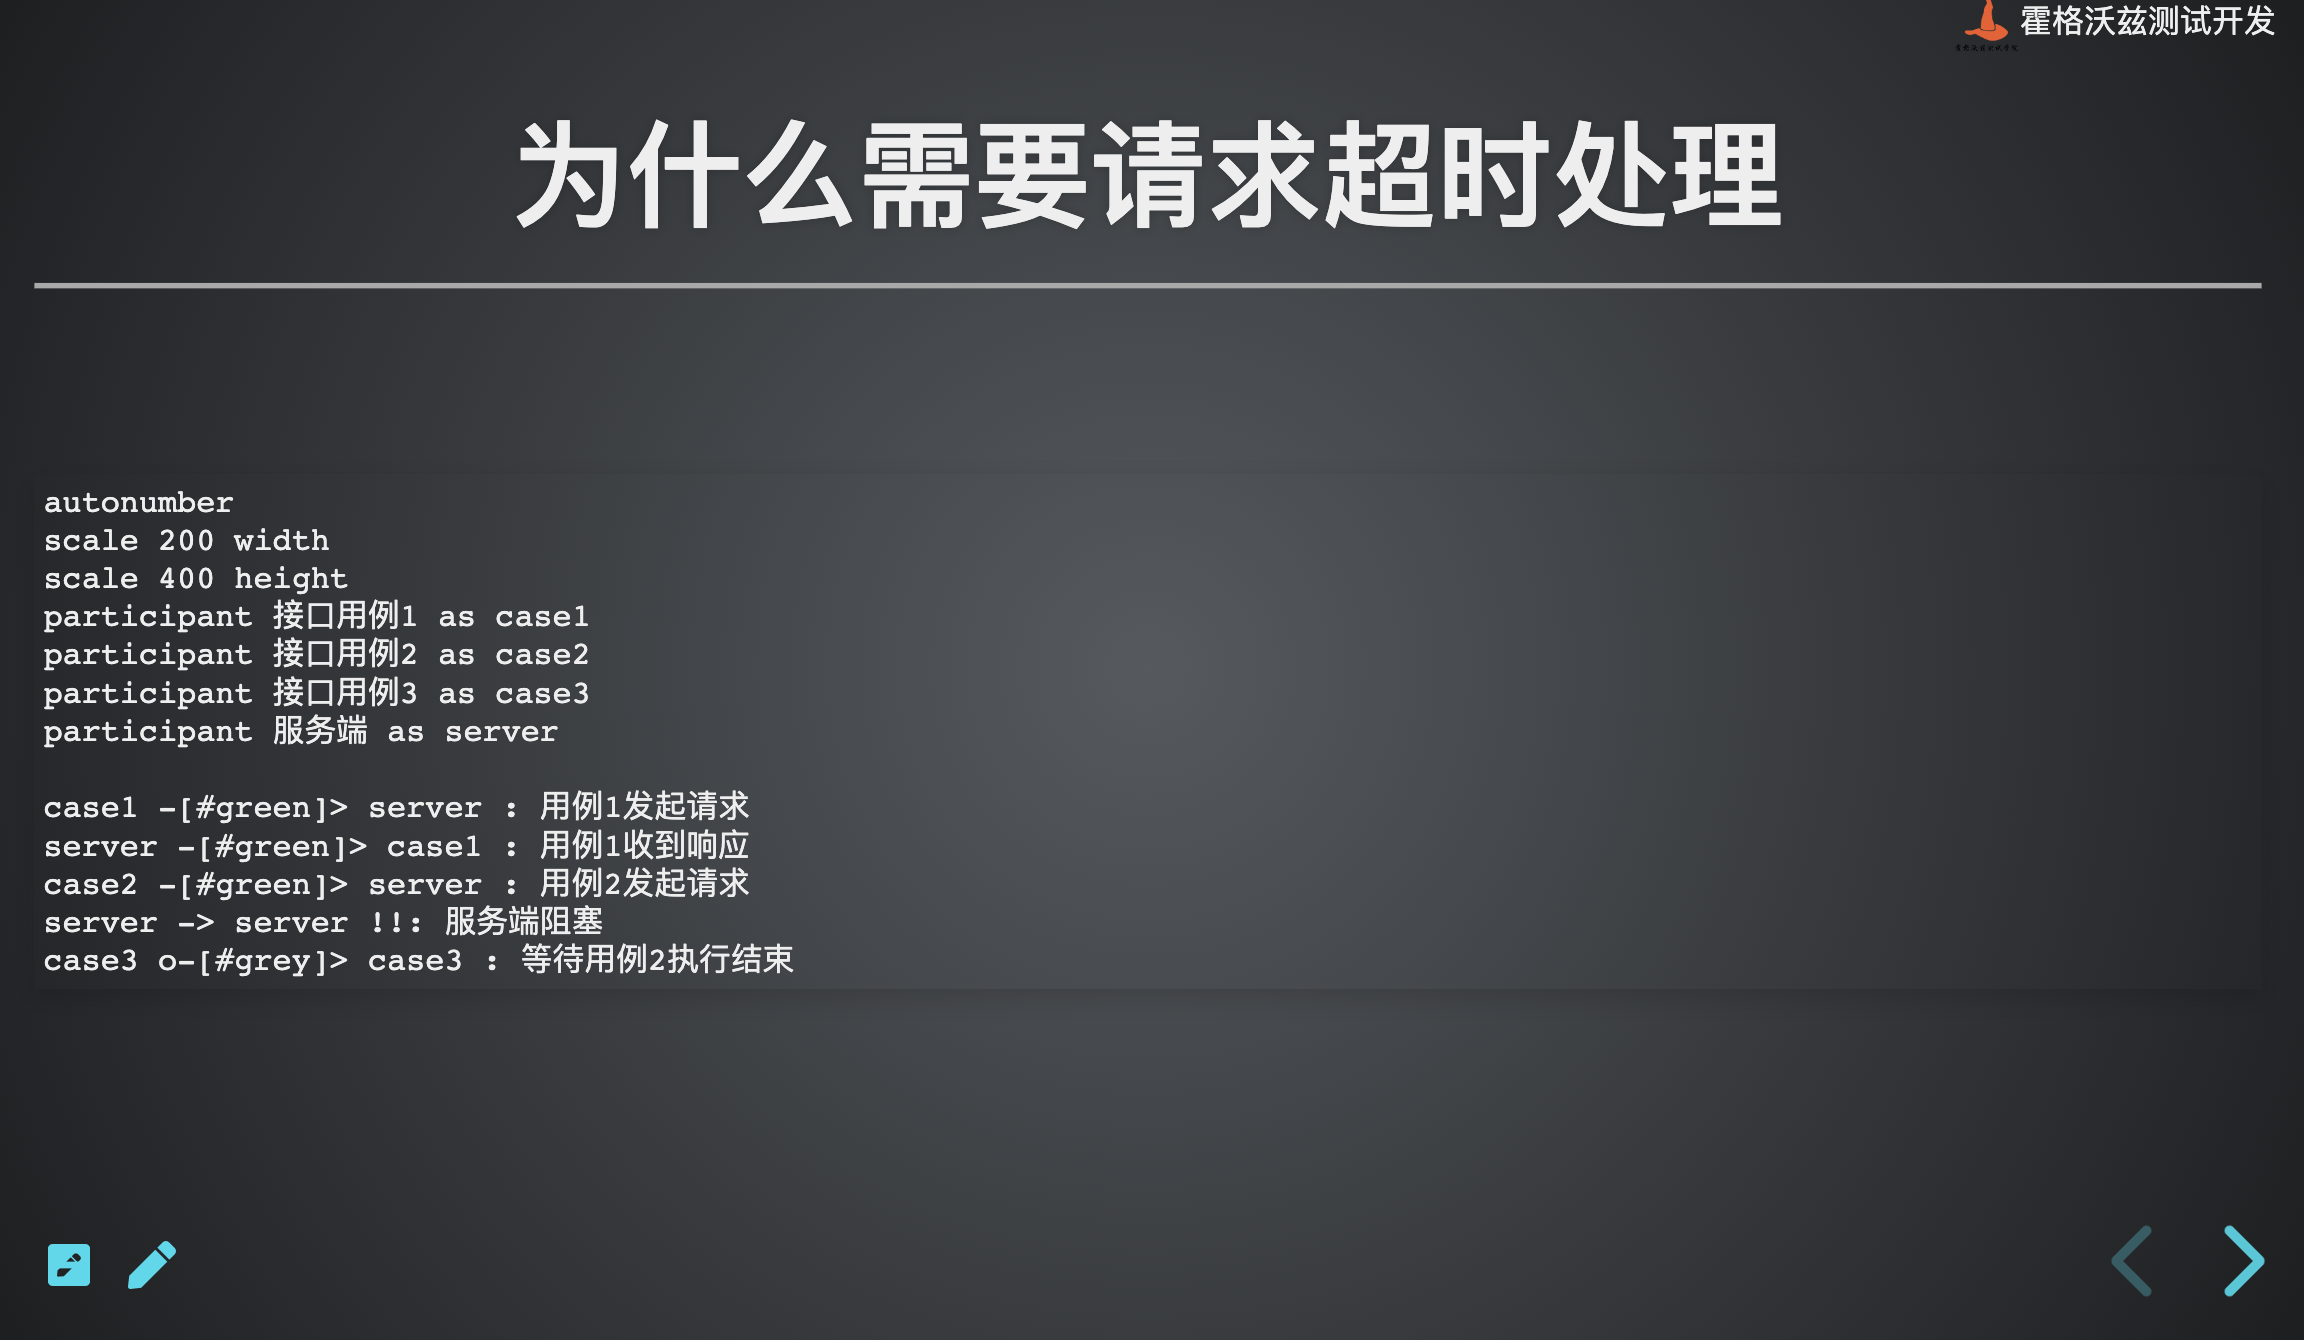 霍格沃兹测试开发
为什么需要请求超时处理
autonumber
scale 200 width
scale 400 height
participant 接口用例1 as case1
participant 接口用例2 as case2
participant 接口用例3 as case3
participant 服务端 as server
case1 -[#green]> server : 用例1发起请求
server -[#green]> case1 : 用例1收到响应
case2 -[#green]> server : 用例2发起请求
server -> server !!: 服务端阻塞
case3 o-[#grey]> case3 : 等待用例2执行结束